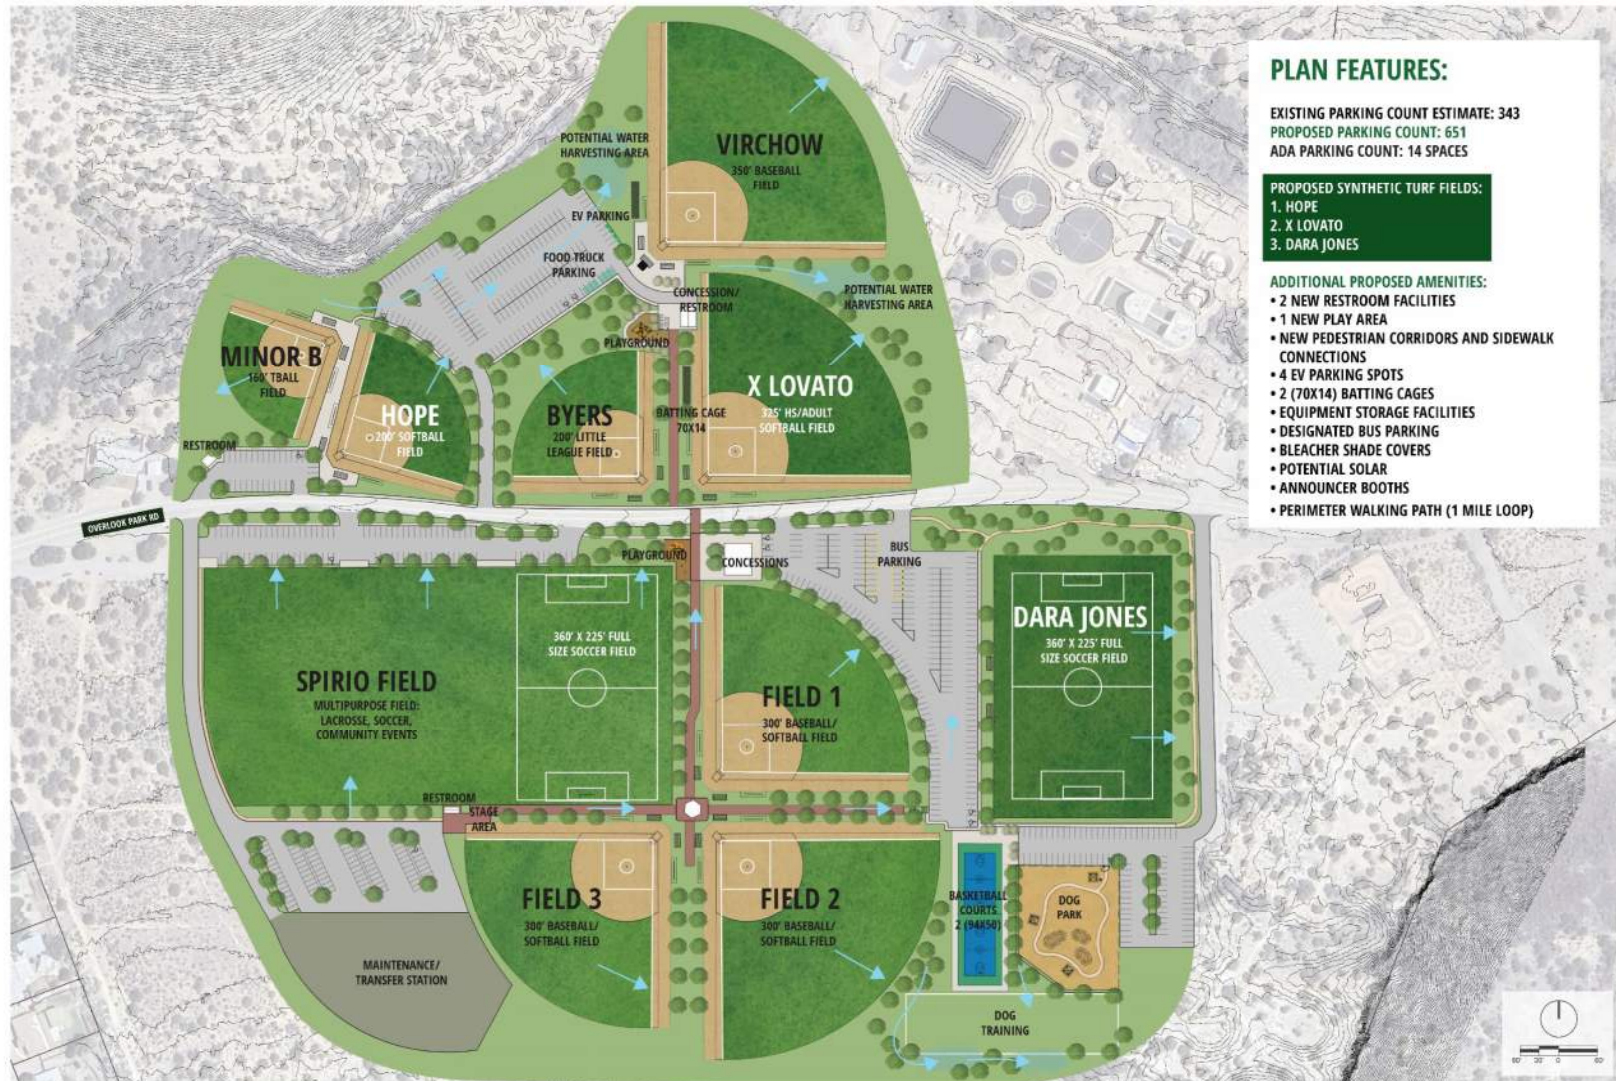 PLAN FEATURES:
EXISTING PARKING COUNT ESTIMATE: 343
PROPOSED PARKING COUNT: 651
ADA PARKING COUNT: 14 SPACES
PROPOSED SYNTHETIC TURF FIELDS:
1. HOPE
2. X LOVATO
3. DARA JONES
ADDITIONAL PROPOSED AMENITIES:
• 2 NEW RESTROOM FACILITIES
• 1 NEW PLAY AREA
• NEW PEDESTRIAN CORRIDORS AND SIDEWALK
CONNECTIONS
• 4 EV PARKING SPOTS
• 2 (70X14) BATTING CAGES
• EQUIPMENT STORAGE FACILITIES
• DESIGNATED BUS PARKING
• BLEACHER SHADE COVERS
• POTENTIAL SOLAR
• ANNOUNCER BOOTHS
• PERIMETER WALKING PATH (1 MILE LOOP)
POTENTIAL WATER
HARVESTING AREA
VIRCHOW
350' BASEBALL
FIELD
EV PARKING
FOOD TRUCK
PARKING
CONCESSION/
RESTROOM
POTENTIAL WATER
HARVESTING AREA
PLAYGROUND
MINOR B
160' TBALL
FIELD
HOPE
200' SOFTBALL
FIELD
BYERS
200' LITTLE
LEAGUE FIELD
BATTING CAGE
70X14
X LOVATO
325' HS/ADULT
SOFTBALL FIELD
RESTROOM
OVERLOOK PARK RD
PLAYGROUND
CONCESSIONS
BUS
PARKING
360' X 225' FULL
SIZE SOCCER FIELD
DARA JONES
360' X 225' FULL
SIZE SOCCER FIELD
SPIRIO FIELD
MULTIPURPOSE FIELD:
LACROSSE, SOCCER,
COMMUNITY EVENTS
FIELD 1
300' BASEBALL/
SOFTBALL FIELD
RESTROOM
STAGE
AREA
FIELD 3
300' BASEBALL/
SOFTBALL FIELD
FIELD 2
300' BASEBALL/
SOFTBALL FIELD
BASKETBALL
COURTS
2 (94X50)
DOG
PARK
MAINTENANCE/
TRANSFER STATION
DOG
TRAINING
60' 30' 0 60'